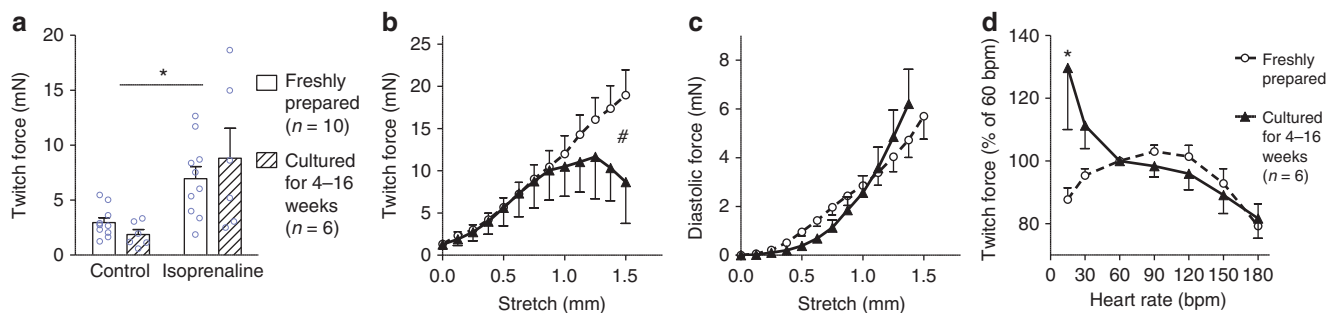 a
Twitch force (mN)
20
15
10
5
0
*
Control
Isoprenaline
Freshly
prepared
(n = 10)
Cultured
for 4–16
weeks
(n = 6)
b
Twitch force (mN)
25
20
15
10
5
0
#
0.0
0.5
1.0
1.5
Stretch (mm)
c
Diastolic force (mN)
8
6
4
2
0
0.0
0.5
1.0
1.5
Stretch (mm)
d
Twitch force (% of 60 bpm)
140
120
100
80
*
0
30
60
90
120
150
180
Heart rate (bpm)
Freshly
prepared
Cultured
for 4–16
weeks
(n = 6)